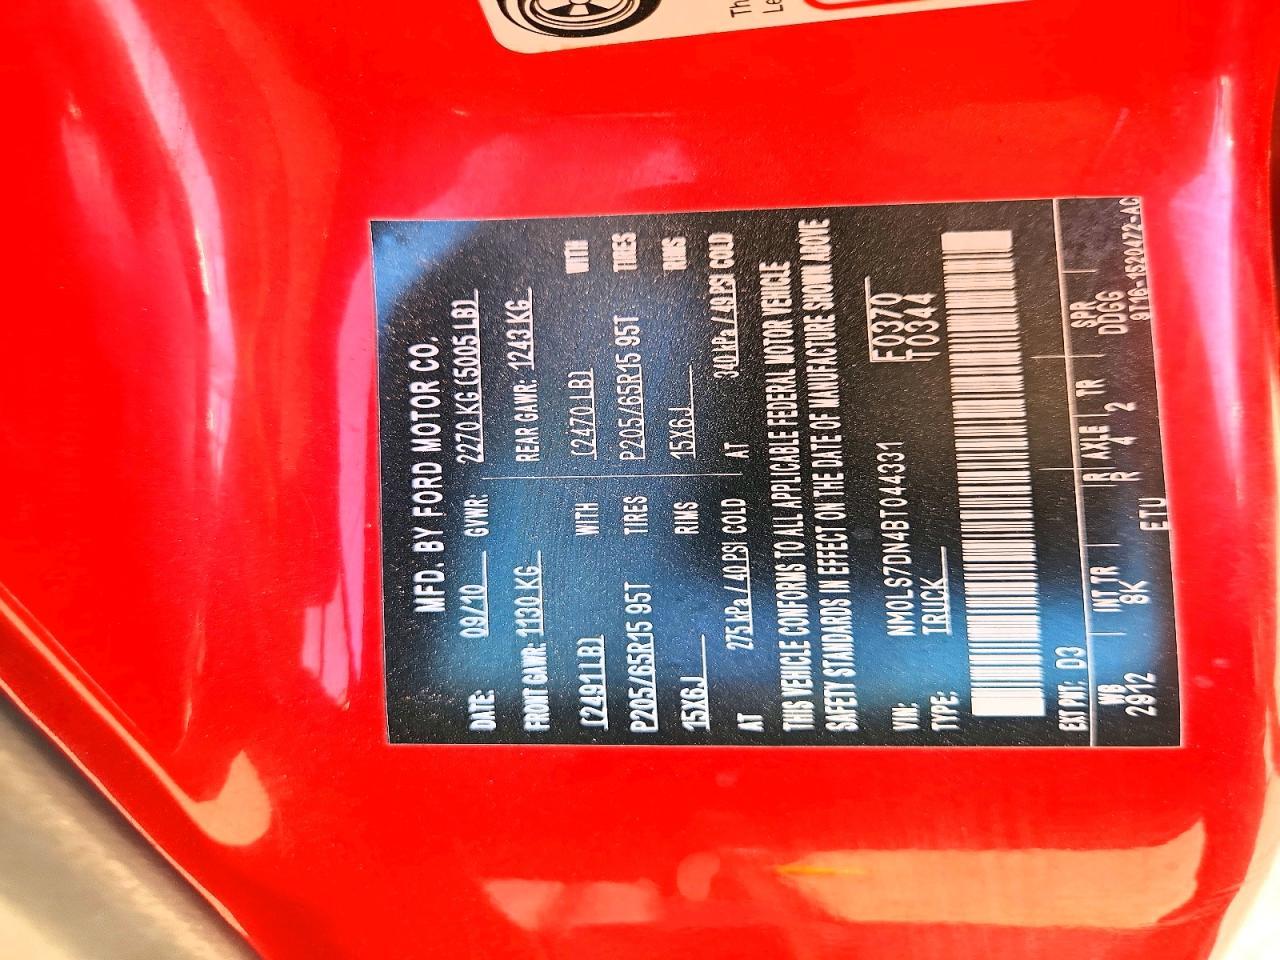 Th
Le
MFD. BY FORD MOTOR CO.
DATE: 09/10 GVWR: 2270 KG (5005 LB)
FRONT GAWR: 1130 KG REAR GAWR: 1243 KG
(2491 LB) WITH (2470 LB) WITH
P205/65R15 95T TIRES P205/65R15 95T TIRES
15X6J RIMS 15X6J RIMS
AT 275 kPa / 40 PSI COLD AT 340 kPa / 49 PSI COLD
THIS VEHICLE CONFORMS TO ALL APPLICABLE FEDERAL MOTOR VEHICLE
SAFETY STANDARDS IN EFFECT ON THE DATE OF MANUFACTURE SHOWN ABOVE
VIN: NM0LS7DN4BT044331 F0370
TYPE: TRUCK T0344
EXT PNT: D3
WB INT TR R AXLE TR SPR
2912 8K R 4 2 DDGG
ETU 9T16-1520472-AC